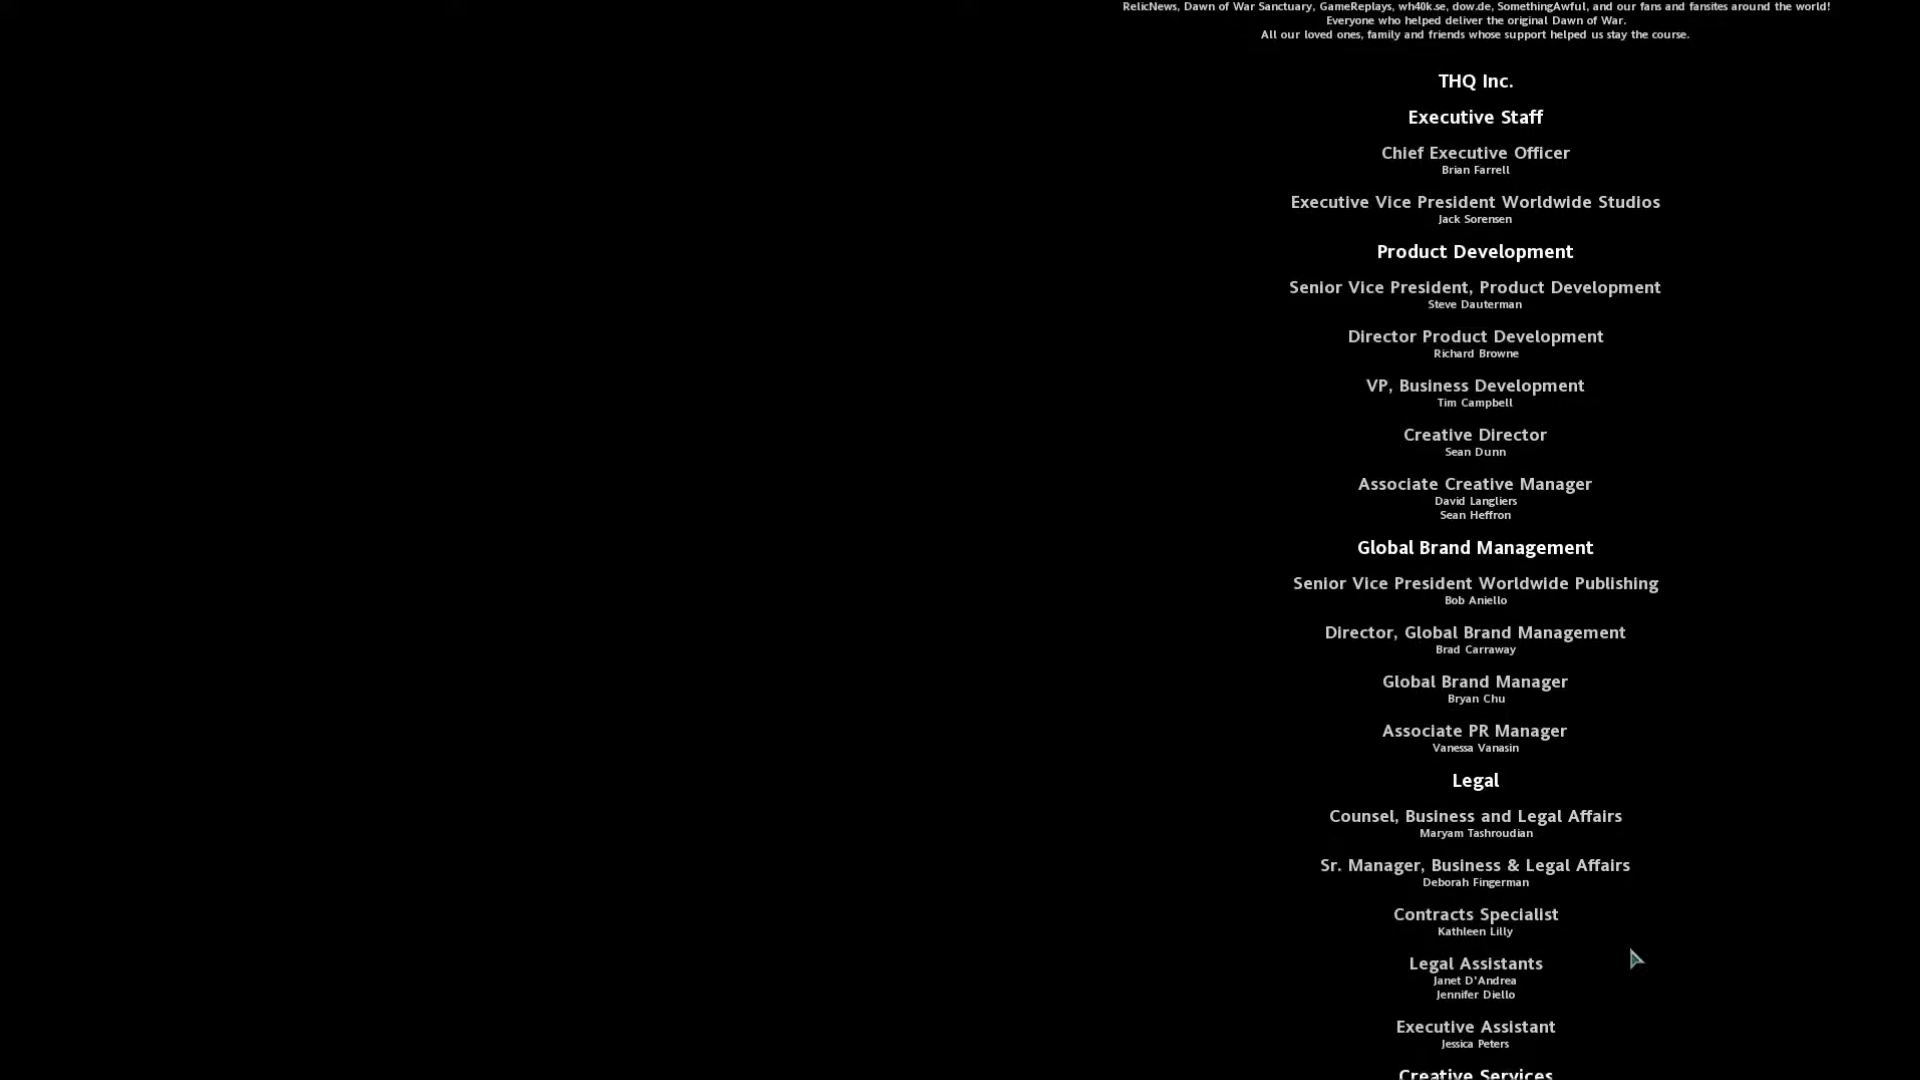 RelicNews, Dawn of War Sanctuary, GameReplays, wh40k.se, dow.de, SomethingAwful, and our fans and fansites around the world!
Everyone who helped deliver the original Dawn of War.
All our loved ones, family and friends whose support helped us stay the course.
THQ Inc.
Executive Staff
Chief Executive Officer
Brian Farrell
Executive Vice President Worldwide Studios
Jack Sorensen
Product Development
Senior Vice President, Product Development
Steve Dauterman
Director Product Development
Richard Browne
VP, Business Development
Tim Campbell
Creative Director
Sean Dunn
Associate Creative Manager
David Langliers
Sean Heffron
Global Brand Management
Senior Vice President Worldwide Publishing
Bob Aniello
Director, Global Brand Management
Brad Carraway
Global Brand Manager
Bryan Chu
Associate PR Manager
Vanessa Vanasin
Legal
Counsel, Business and Legal Affairs
Maryam Tashroudian
Sr. Manager, Business & Legal Affairs
Deborah Fingerman
Contracts Specialist
Kathleen Lilly
Legal Assistants
Janet D'Andrea
Jennifer Diello
Executive Assistant
Jessica Peters
Creative Services